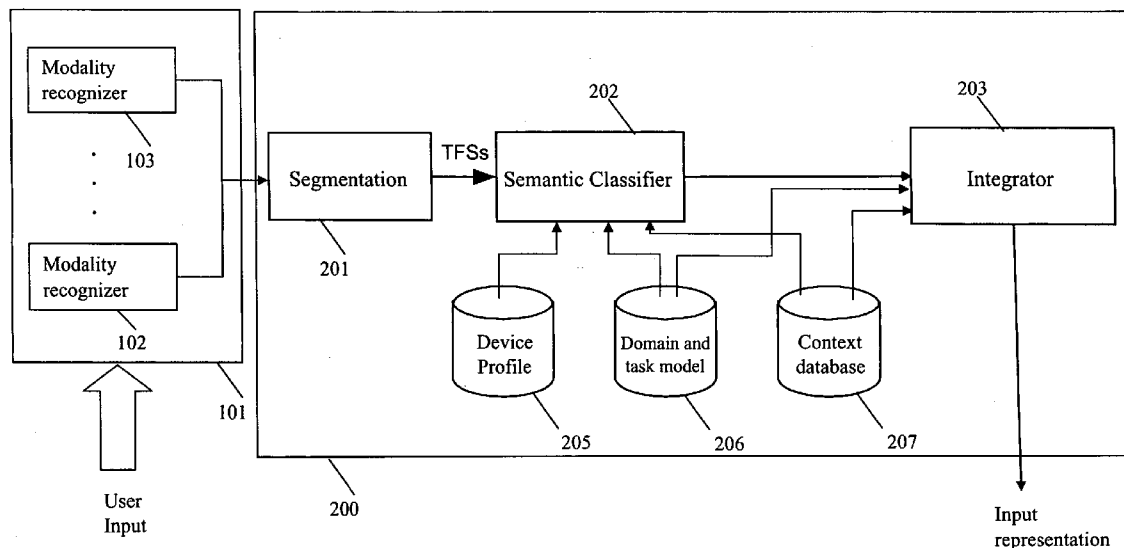 Modality
recognizer
103
Modality
recognizer
102
101
User
Input
Segmentation
201
TFSs
202
Semantic Classifier
203
Integrator
Device
Profile
205
Domain and
task model
206
Context
database
207
200
Input
representation